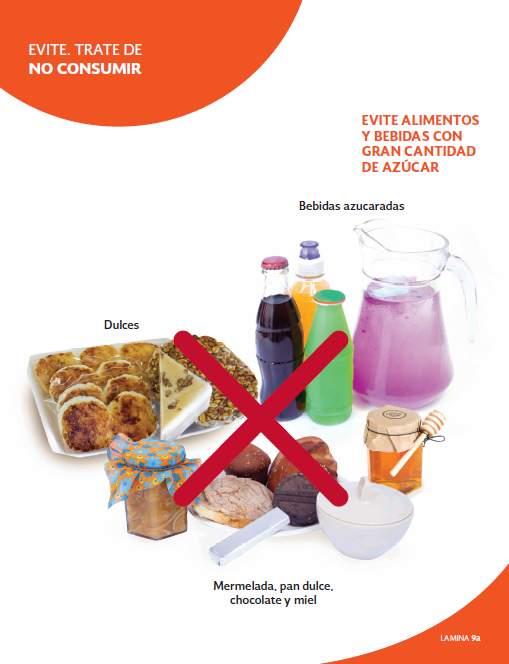 EVITE. TRATE DE
NO CONSUMIR
EVITE ALIMENTOS
Y BEBIDAS CON
GRAN CANTIDAD
DE AZÚCAR
Bebidas azucaradas
Dulces
Mermelada, pan dulce,
chocolate y miel
LAMINA 9a